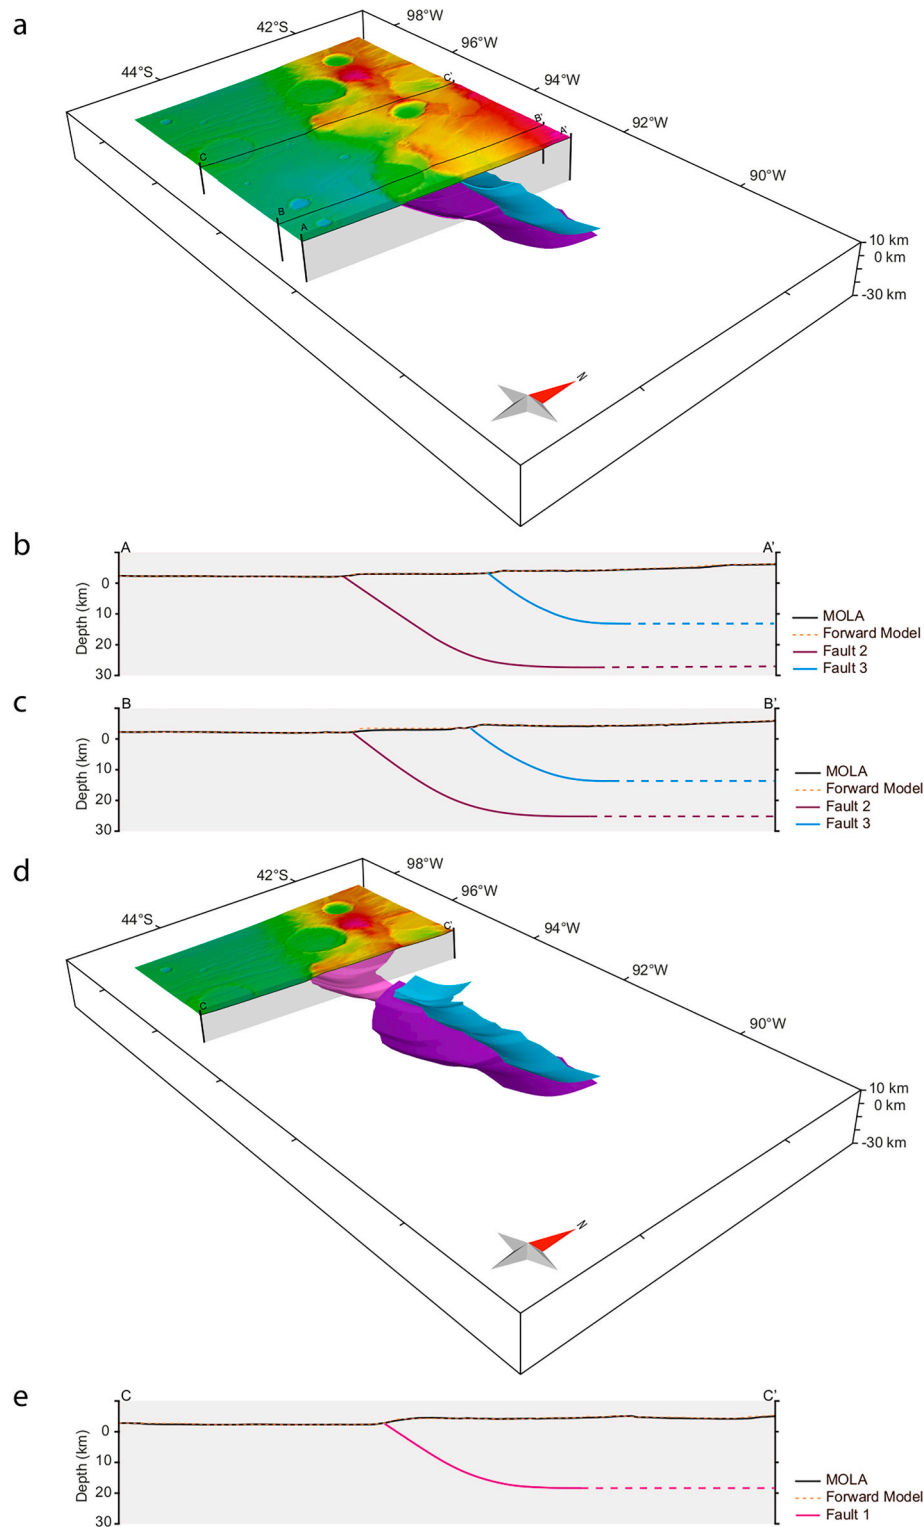 a
98°W
42°S
96°W
44°S
94°W
C'
92°W
B'
A'
C
90°W
B
A
10 km
0 km
-30 km
N
b
A
A'
0
10
20
30
Depth (km)
MOLA
Forward Model
Fault 2
Fault 3
c
B
B'
0
10
20
30
Depth (km)
MOLA
Forward Model
Fault 2
Fault 3
d
98°W
42°S
96°W
44°S
C'
94°W
92°W
C
90°W
10 km
0 km
-30 km
N
e
C
C'
0
10
20
30
Depth (km)
MOLA
Forward Model
Fault 1